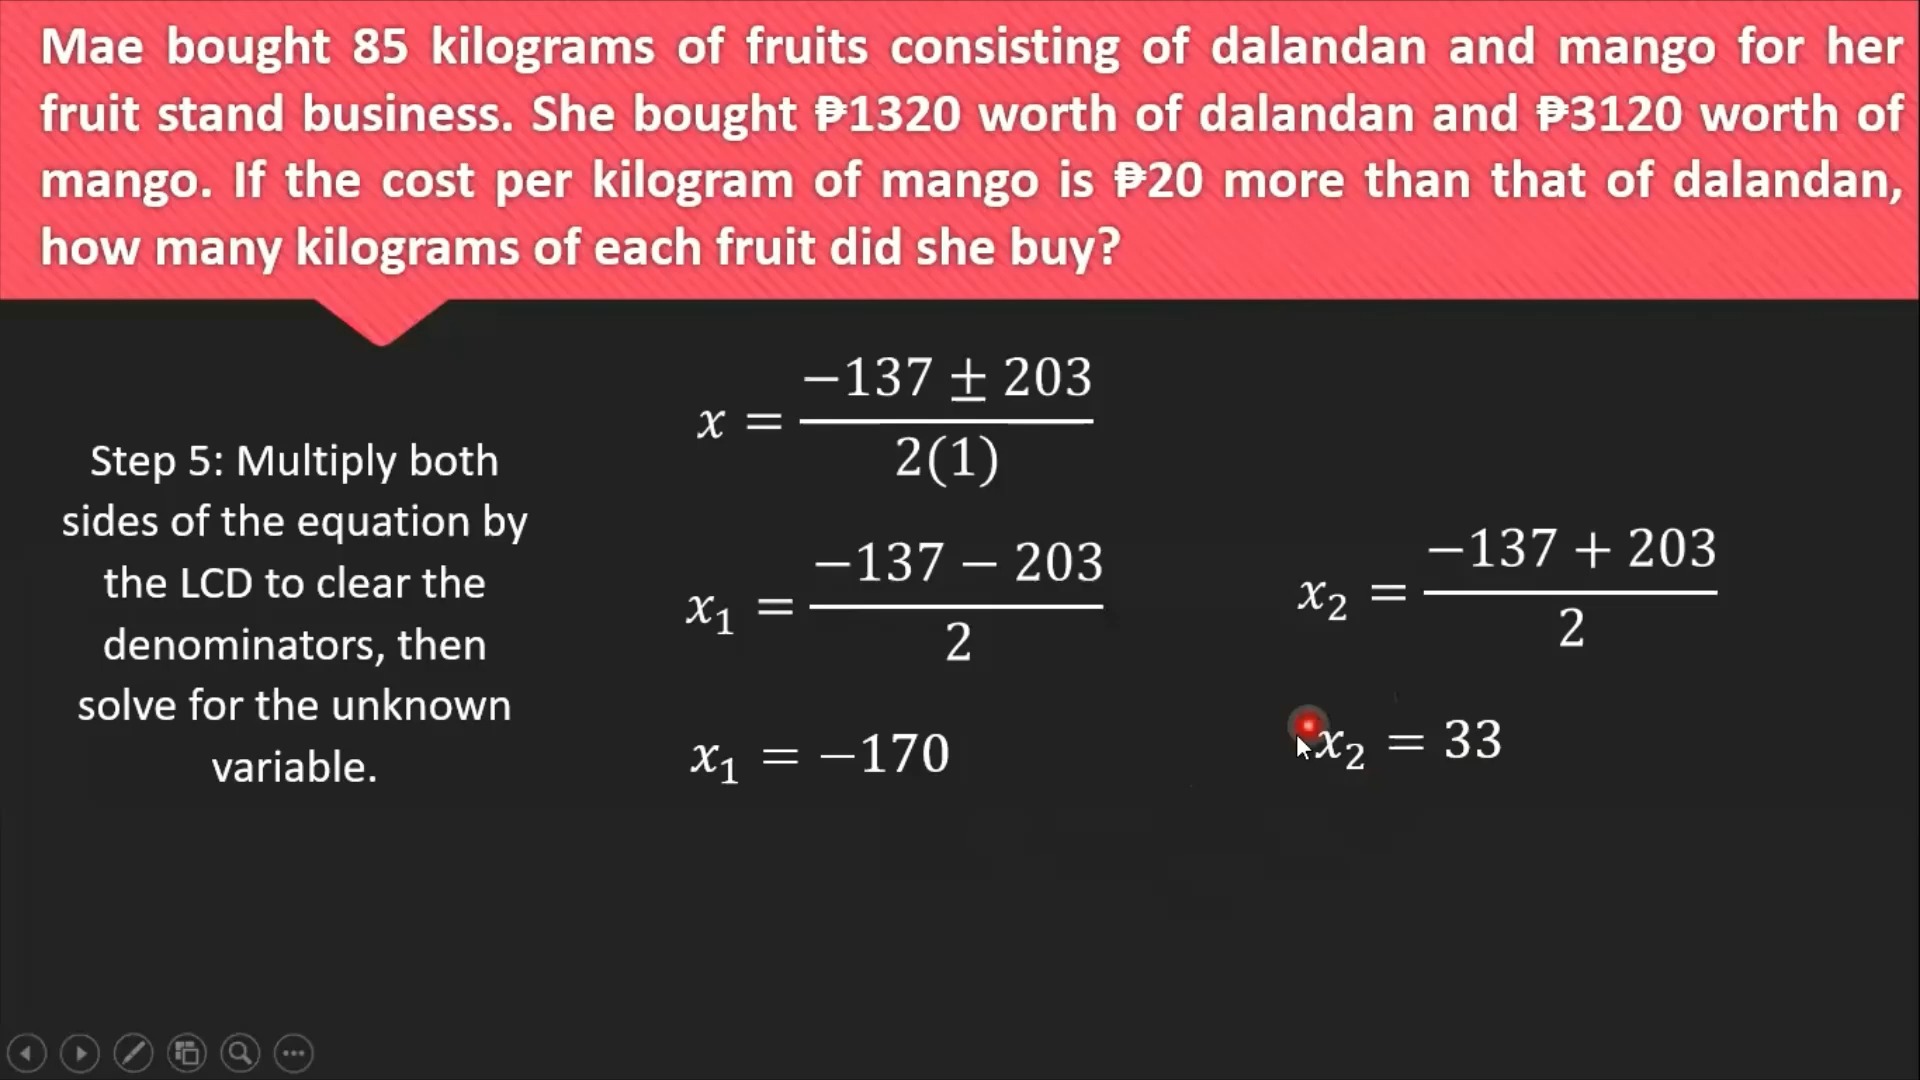 Mae bought 85 kilograms of fruits consisting of dalandan and mango for her
fruit stand business. She bought ₱1320 worth of dalandan and ₱3120 worth of
mango. If the cost per kilogram of mango is ₱20 more than that of dalandan,
how many kilograms of each fruit did she buy?
Step 5: Multiply both
sides of the equation by
the LCD to clear the
denominators, then
solve for the unknown
variable.
x = (−137 ± 203)/2(1)
x₁ = (−137 − 203)/2
x₁ = −170
x₂ = (−137 + 203)/2
x₂ = 33